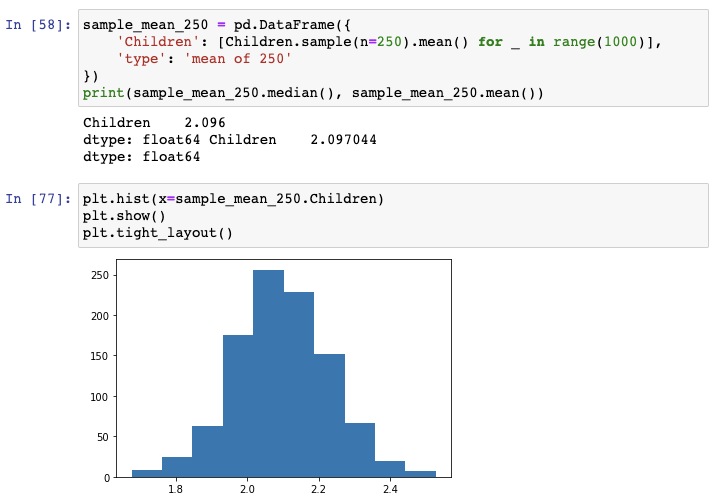 In [58]: sample_mean_250 = pd.DataFrame({
'Children': [Children.sample(n=250).mean() for _ in range(1000)],
'type': 'mean of 250'
})
print(sample_mean_250.median(), sample_mean_250.mean())
Children    2.096
dtype: float64 Children    2.097044
dtype: float64
In [77]: plt.hist(x=sample_mean_250.Children)
plt.show()
plt.tight_layout()
250
200
150
100
50
0
1.8 2.0 2.2 2.4